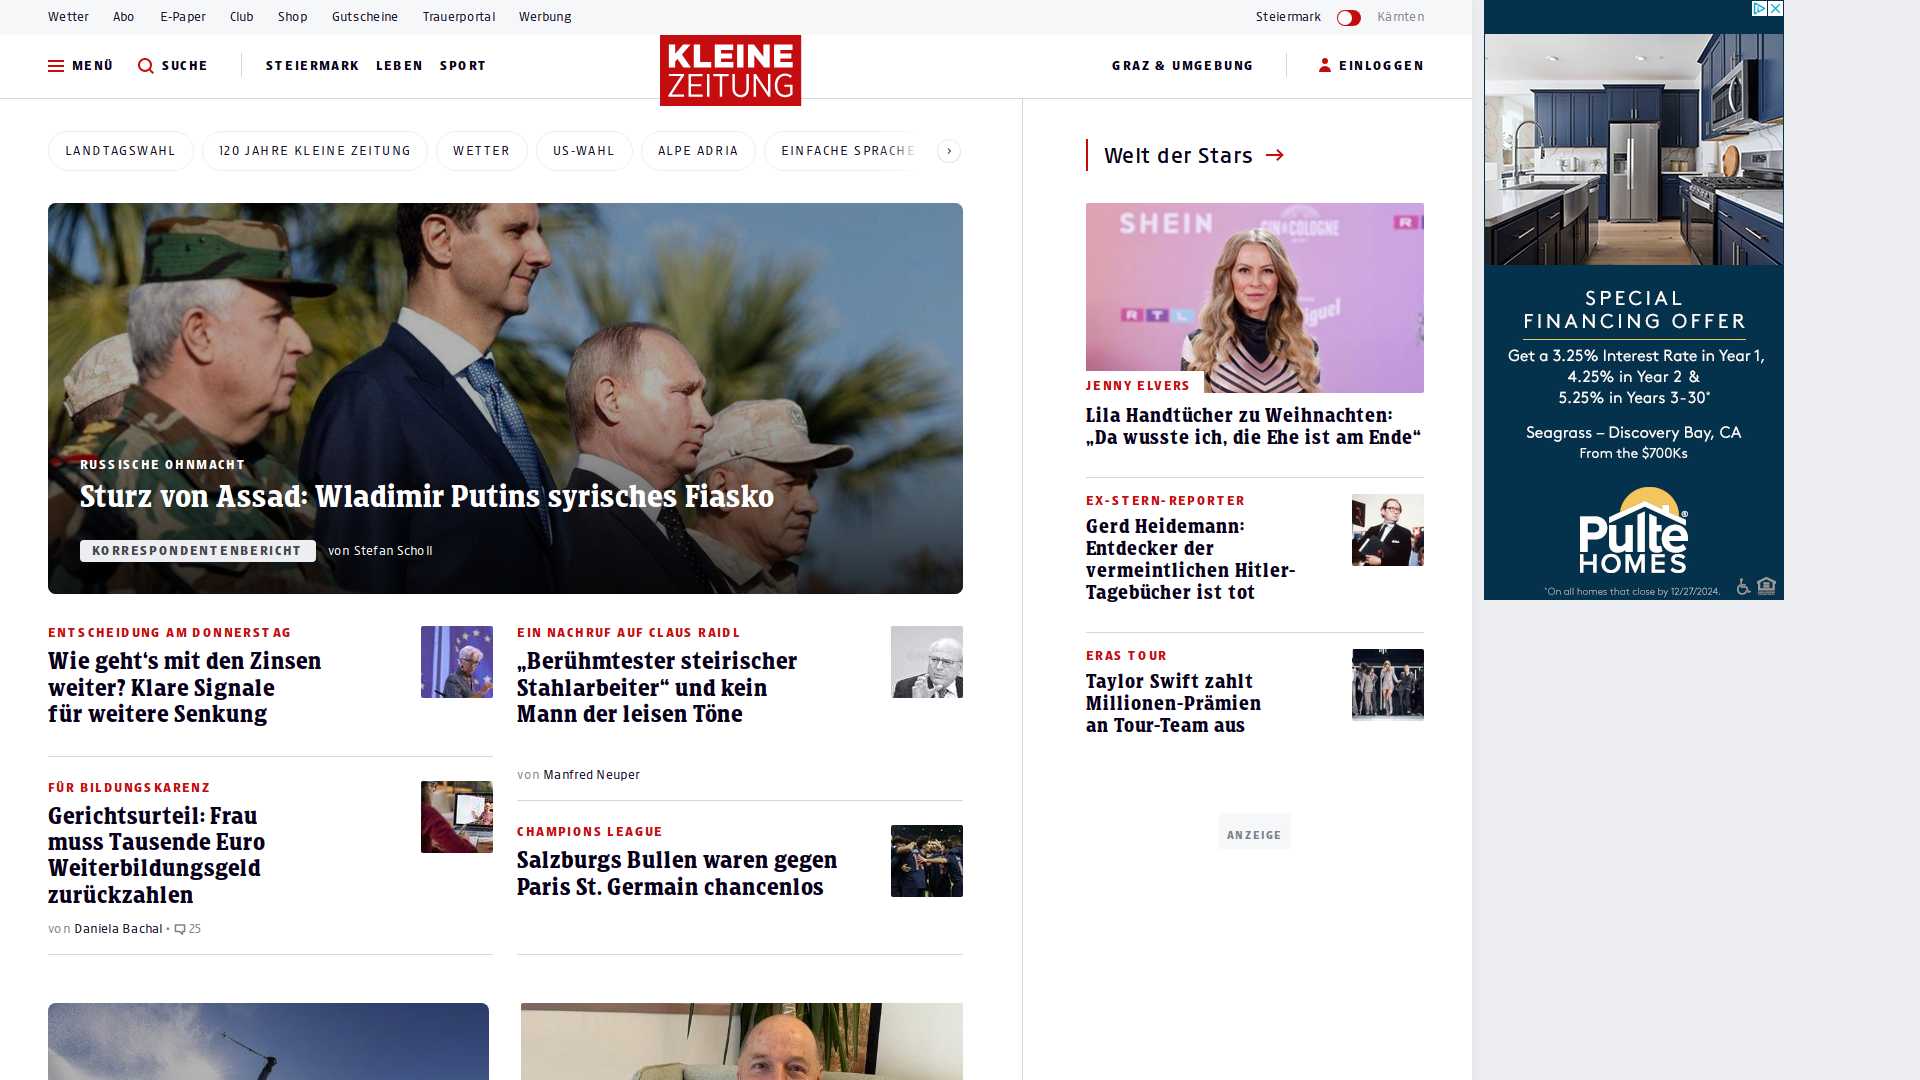 Wetter Abo E-Paper Club Shop Gutscheine Trauerportal Werbung
Steiermark Kärnten
MENÜ SUCHE STEIERMARK LEBEN SPORT
KLEINE
ZEITUNG
GRAZ & UMGEBUNG EINLOGGEN
LANDTAGSWAHL 120 JAHRE KLEINE ZEITUNG WETTER US-WAHL ALPE ADRIA EINFACHE SPRACHE
RUSSISCHE OHNMACHT
Sturz von Assad: Wladimir Putins syrisches Fiasko
KORRESPONDENTENBERICHT von Stefan Scholl
ENTSCHEIDUNG AM DONNERSTAG
Wie geht‘s mit den Zinsen
weiter? Klare Signale
für weitere Senkung
FÜR BILDUNGSKARENZ
Gerichtsurteil: Frau
muss Tausende Euro
Weiterbildungsgeld
zurückzahlen
von Daniela Bachal • 25
EIN NACHRUF AUF CLAUS RAIDL
„Berühmtester steirischer
Stahlarbeiter“ und kein
Mann der leisen Töne
von Manfred Neuper
CHAMPIONS LEAGUE
Salzburgs Bullen waren gegen
Paris St. Germain chancenlos
Welt der Stars
SHEIN
RTL
JENNY ELVERS
Lila Handtücher zu Weihnachten:
„Da wusste ich, die Ehe ist am Ende“
EX-STERN-REPORTER
Gerd Heidemann:
Entdecker der
vermeintlichen Hitler-
Tagebücher ist tot
ERAS TOUR
Taylor Swift zahlt
Millionen-Prämien
an Tour-Team aus
ANZEIGE
SPECIAL
FINANCING OFFER
Get a 3.25% Interest Rate in Year 1,
4.25% in Year 2 &
5.25% in Years 3-30*
Seagrass – Discovery Bay, CA
From the $700Ks
Pulte®
HOMES
*On all homes that close by 12/27/2024.